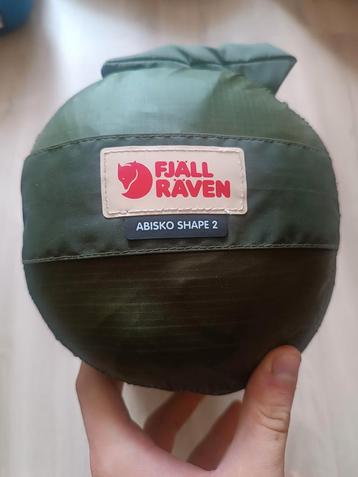 FJÄLL
RÄVEN
ABISKO SHAPE 2